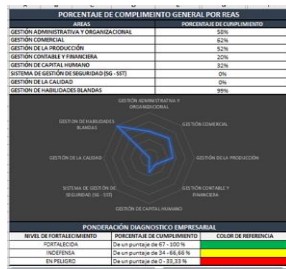 PORCENTAJE DE COMPLIMIENTO GENERAL POR REAS
AREAS PORCENTAJE DE CUMPLIMIENTO
GESTIÓN ADMINISTRATIVA Y ORGANIZACIONAL 50%
GESTIÓN COMERCIAL 62%
GESTIÓN DE LA PRODUCCIÓN 52%
GESTIÓN CONTABLE Y FINANCIERA 20%
GESTIÓN DE CAPITAL HUMANO 32%
SISTEMA DE GESTIÓN DE SEGURIDAD (SG - SST) 0%
GESTIÓN DE LA CALIDAD 0%
GESTIÓN DE HABILIDADES BLANDAS 99%
GESTIÓN ADMINISTRATIVA Y
ORGANIZACIONAL
GESTIÓN DE HABILIDADES
BLANDAS
GESTIÓN COMERCIAL
GESTIÓN DE LA CALIDAD
GESTIÓN DE LA PRODUCCIÓN
SISTEMA DE GESTIÓN DE
SEGURIDAD (SG - SST)
GESTIÓN CONTABLE Y
FINANCIERA
GESTIÓN DE CAPITAL HUMANO
PONDERACIÓN DIAGNOSTICO EMPRESARIAL
NIVEL DE FORTALECIMIENTO PORCENTAJE DE CUMPLIMIENTO COLOR DE REFERENCIA
FORTALECIDA De un puntaje de 67 - 100 %
INDEFENSA De un puntaje de 34 - 66,66 %
EN PELIGRO De un puntaje de 0 - 33,33 %